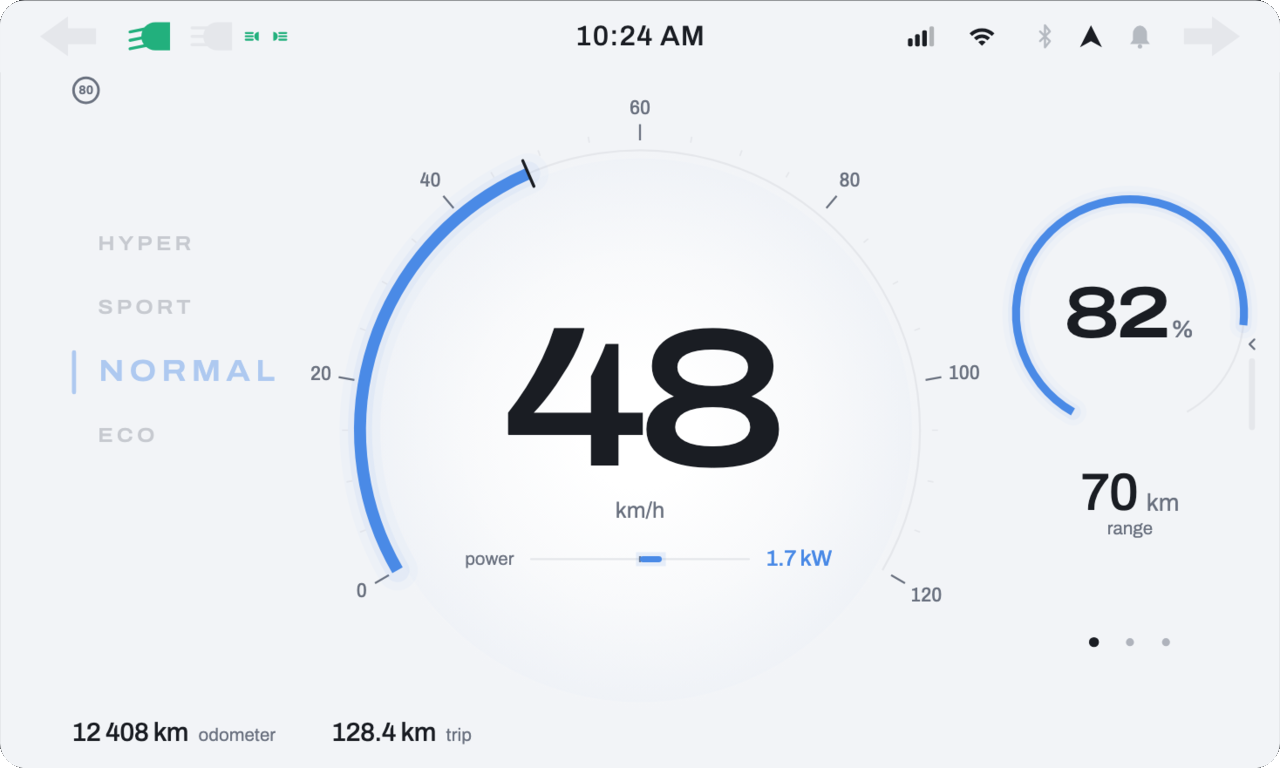 10:24 AM
80
60
40
80
HYPER
SPORT
NORMAL
ECO
20
100
0
120
48
km/h
power
1.7 kW
82%
70 km
range
12 408 km odometer
128.4 km trip